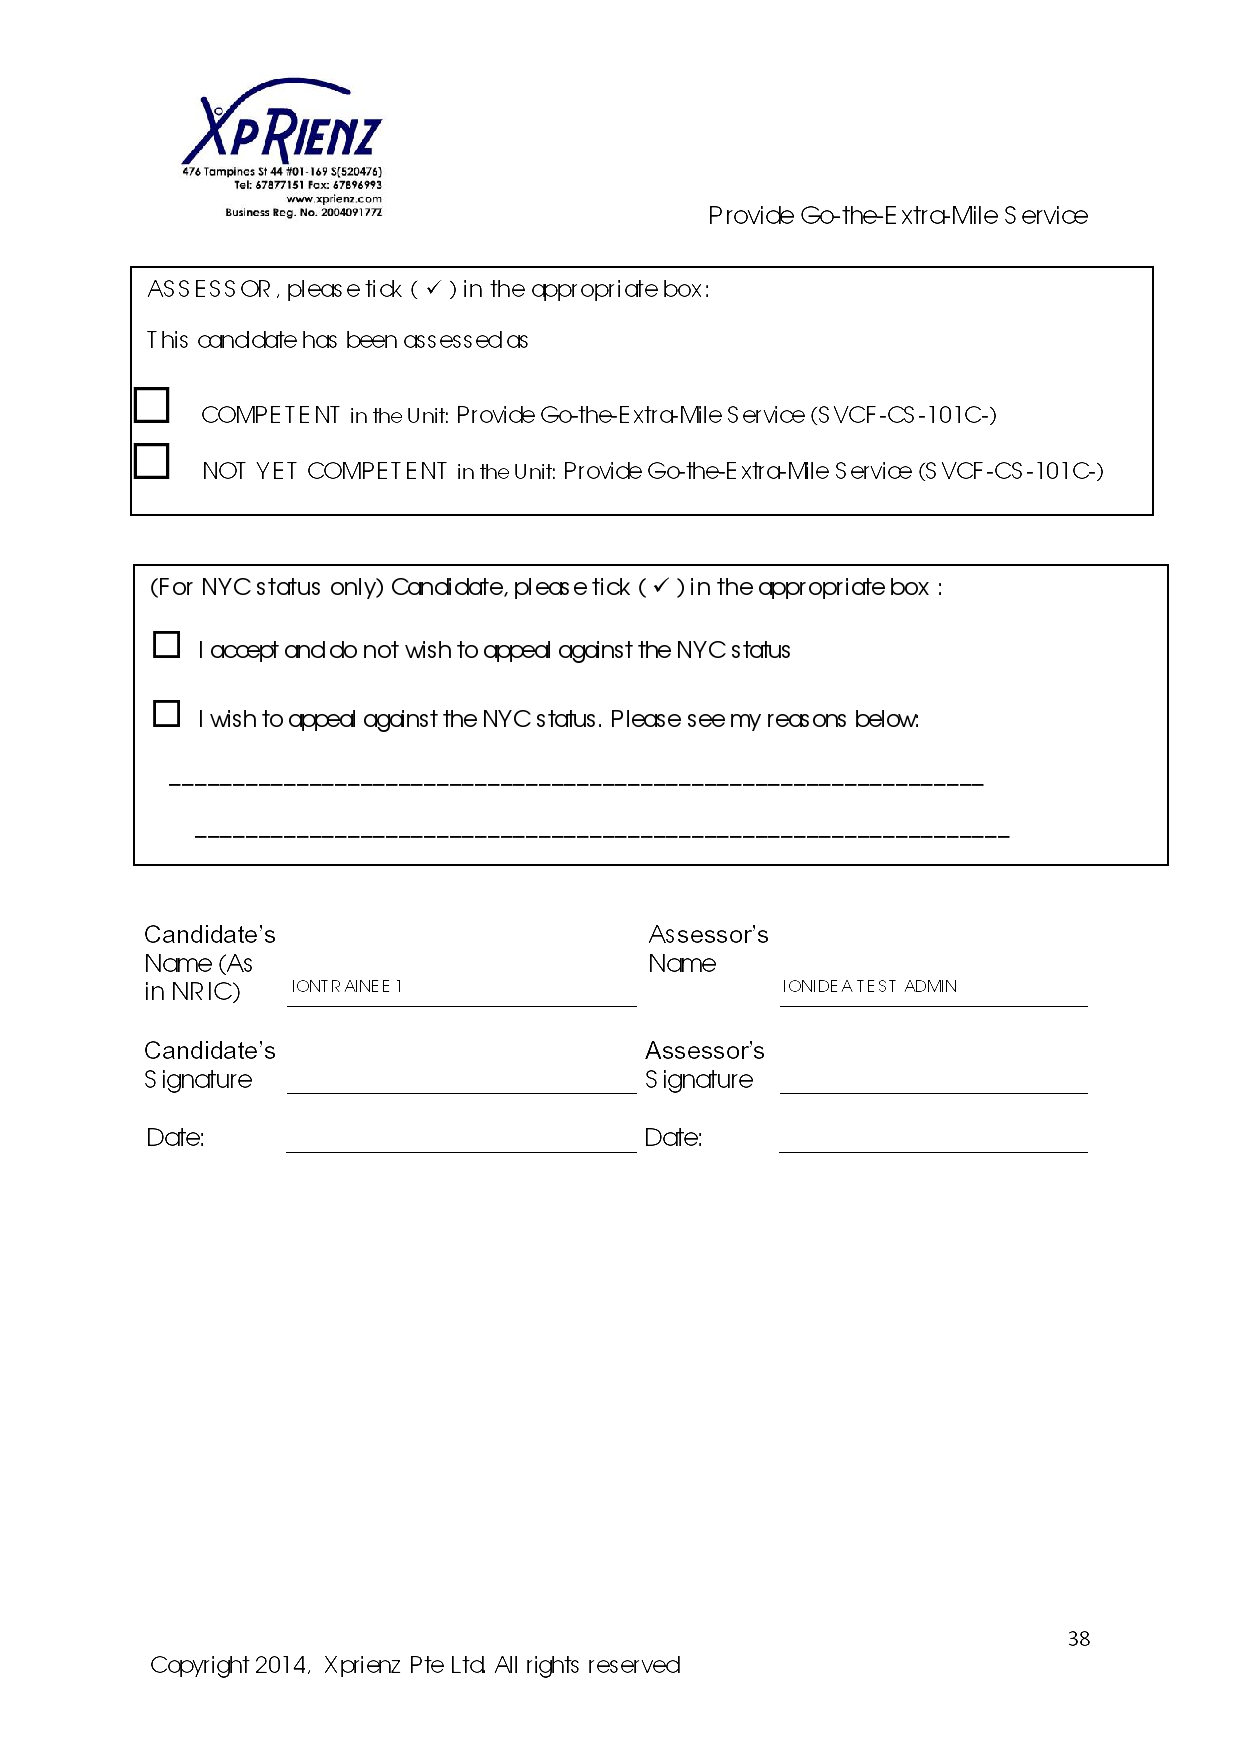 XPRIENZ
476 Tampines St 44 #01-169 S(520476)
Tel: 67877151 Fax: 67896993
www.xprienz.com
Business Reg. No. 200409177Z
Provide Go-the-Extra-Mile Service
ASSESSOR, please tick ( ✓ ) in the appropriate box:
This candidate has been assessed as
COMPETENT in the Unit: Provide Go-the-Extra-Mile Service (SVCF-CS-101C-)
NOT YET COMPETENT in the Unit: Provide Go-the-Extra-Mile Service (SVCF-CS-101C-)
(For NYC status only) Candidate, please tick ( ✓ ) in the appropriate box :
I accept and do not wish to appeal against the NYC status
I wish to appeal against the NYC status. Please see my reasons below:
________________________________________________________________
________________________________________________________________
Candidate’s
Name (As
in NRIC)
IONTRAINEE 1
Assessor’s
Name
IONIDEA TEST ADMIN
Candidate’s
Signature
Assessor’s
Signature
Date:
Date:
38
Copyright 2014, Xprienz Pte Ltd. All rights reserved